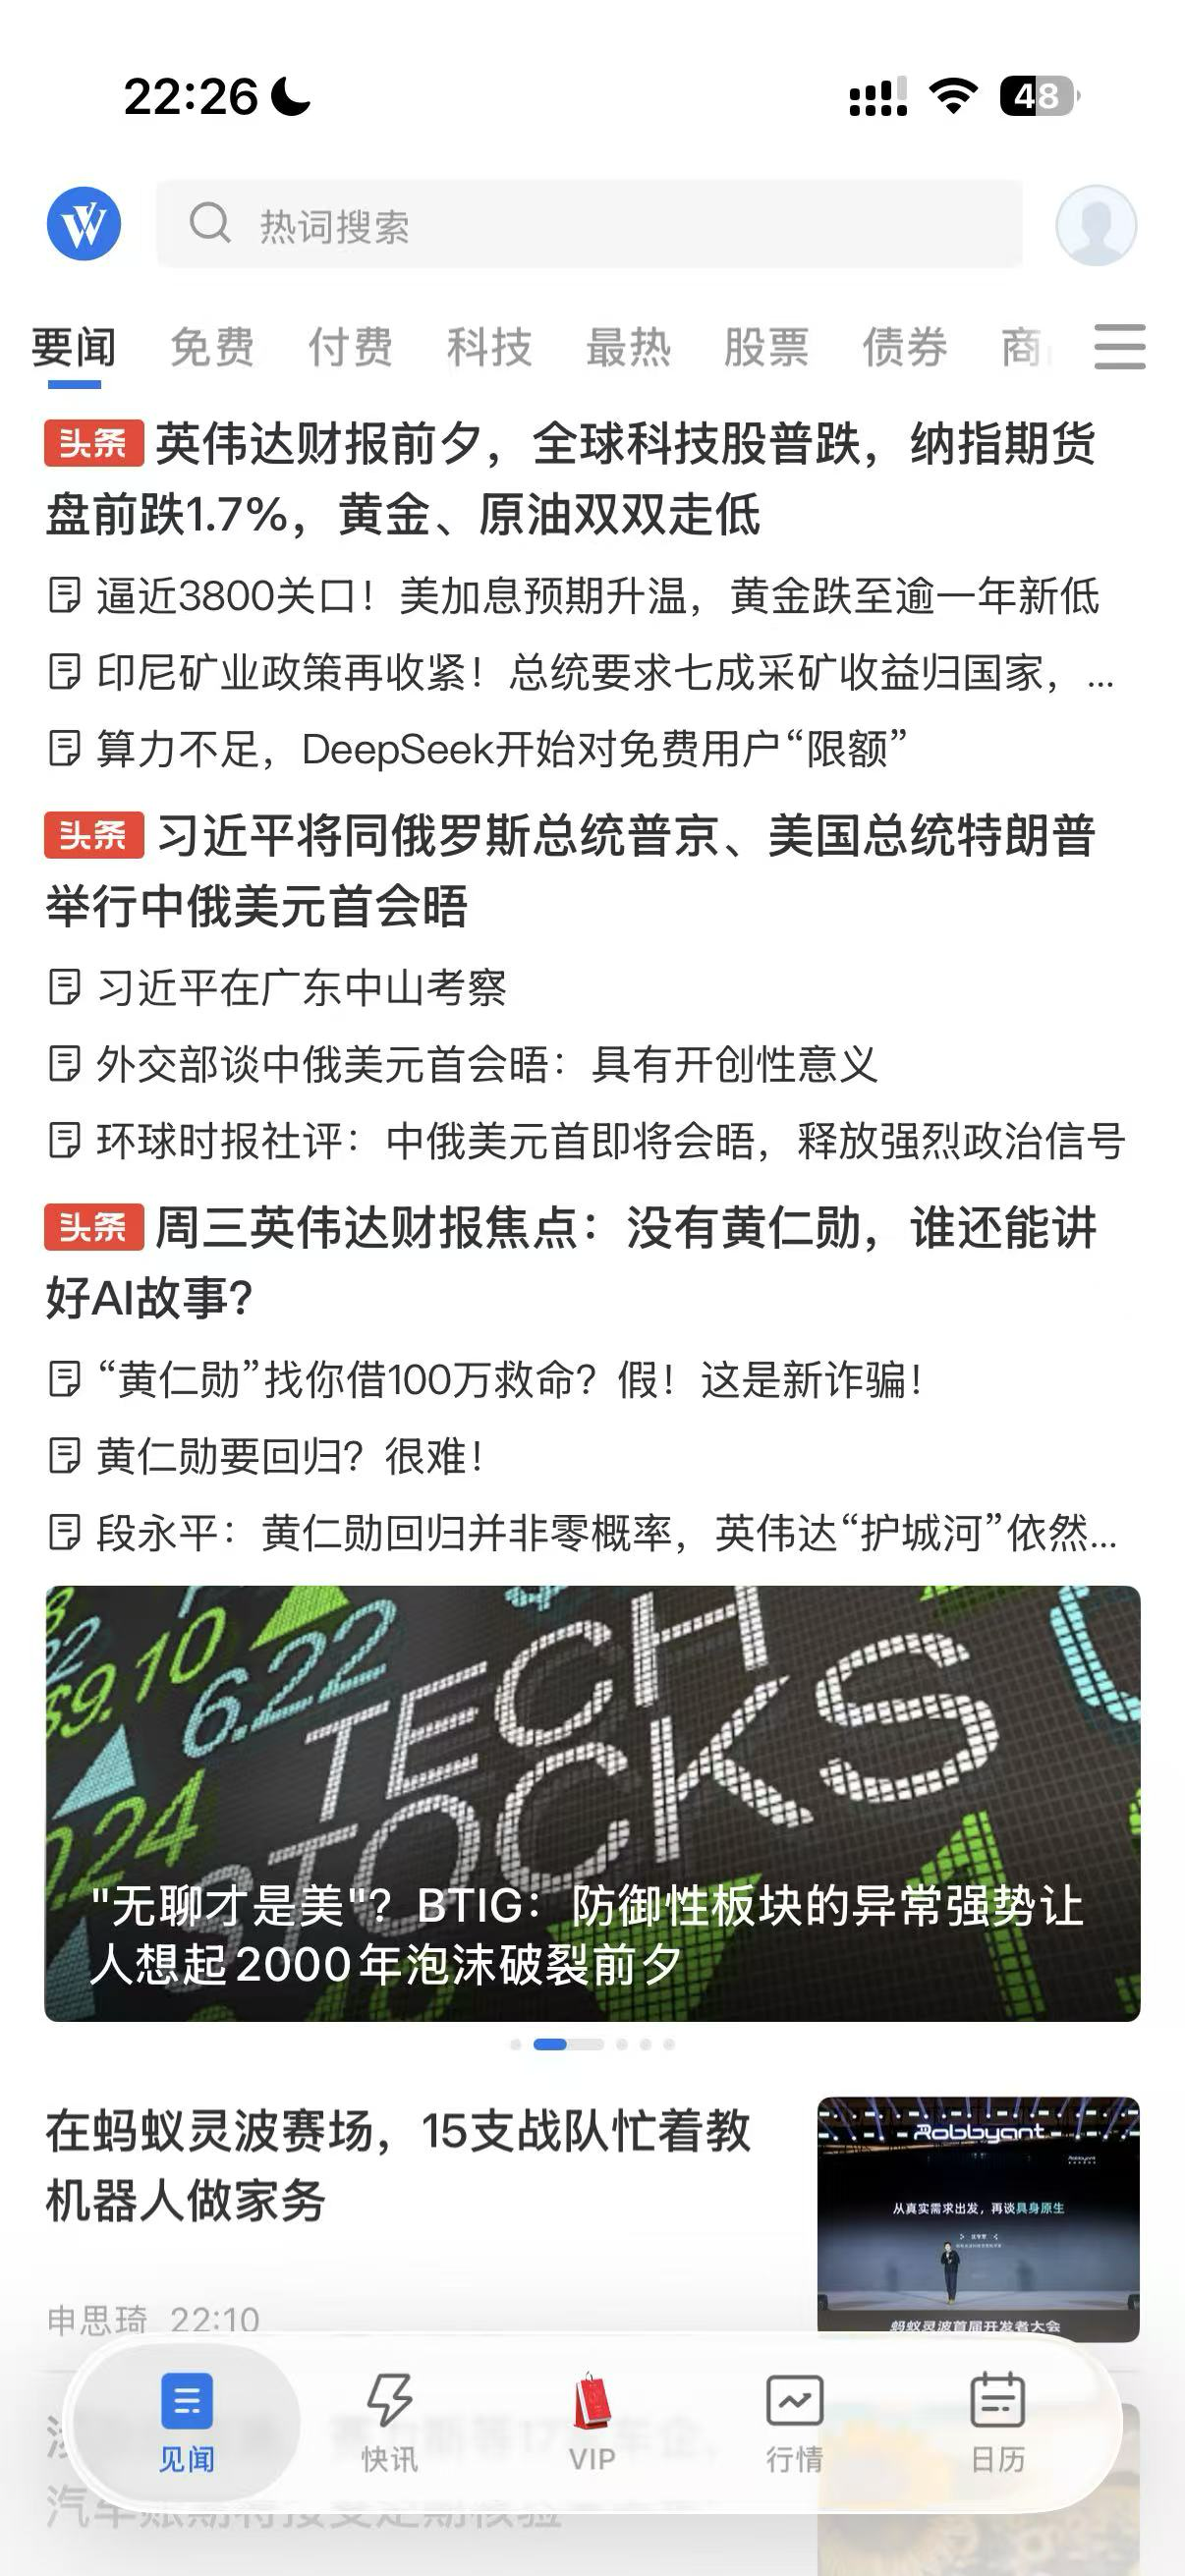 22:26
48
W
热词搜索
要闻 免费 付费 科技 最热 股票 债券 商
头条 英伟达财报前夕，全球科技股普跌，纳指期货
盘前跌1.7%，黄金、原油双双走低
逼近3800关口！美加息预期升温，黄金跌至逾一年新低
印尼矿业政策再收紧！总统要求七成采矿收益归国家，...
算力不足，DeepSeek开始对免费用户“限额”
头条 习近平将同俄罗斯总统普京、美国总统特朗普
举行中俄美元首会晤
习近平在广东中山考察
外交部谈中俄美元首会晤：具有开创性意义
环球时报社评：中俄美元首即将会晤，释放强烈政治信号
头条 周三英伟达财报焦点：没有黄仁勋，谁还能讲
好AI故事？
“黄仁勋”找你借100万救命？假！这是新诈骗！
黄仁勋要回归？很难！
段永平：黄仁勋回归并非零概率，英伟达“护城河”依然...
59.10
6.22
TECH
STOCKS
.24
"无聊才是美"？BTIG：防御性板块的异常强势让
人想起2000年泡沫破裂前夕
在蚂蚁灵波赛场，15支战队忙着教
机器人做家务
Robbyant
从真实需求出发，再谈具身原生
蚂蚁灵波首届开发者大会
申思琦 22:10
见闻 快讯 VIP 行情 日历